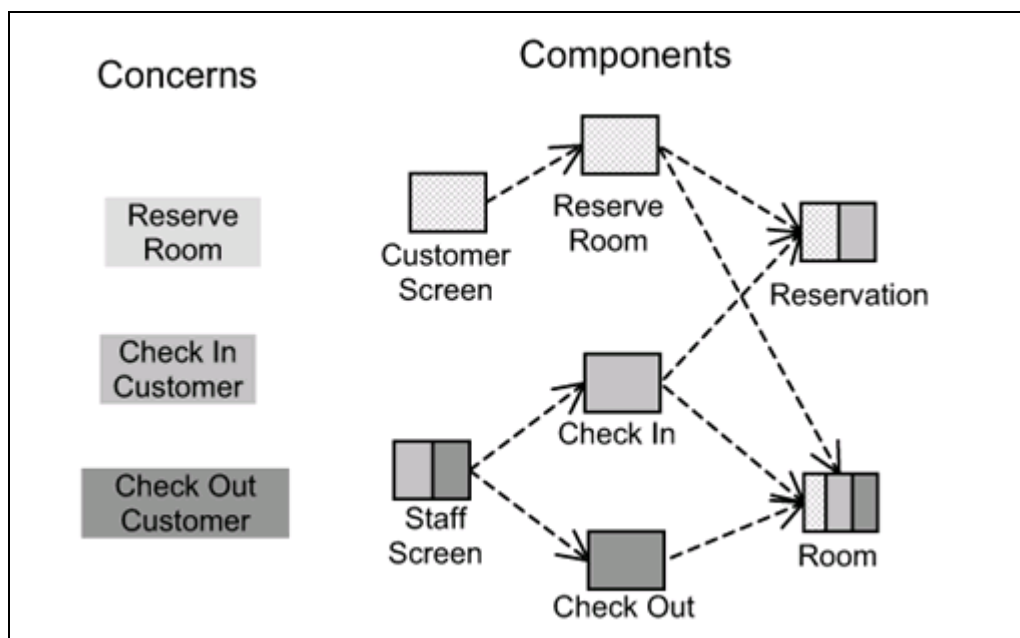 Concerns
Components
Reserve
Room
Check In
Customer
Check Out
Customer
Customer
Screen
Reserve
Room
Reservation
Check In
Staff
Screen
Check Out
Room